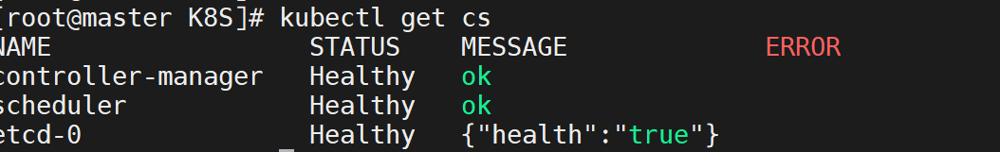 [root@master K8S]# kubectl get cs
NAME STATUS MESSAGE ERROR
controller-manager Healthy ok
scheduler Healthy ok
etcd-0 Healthy {"health":"true"}